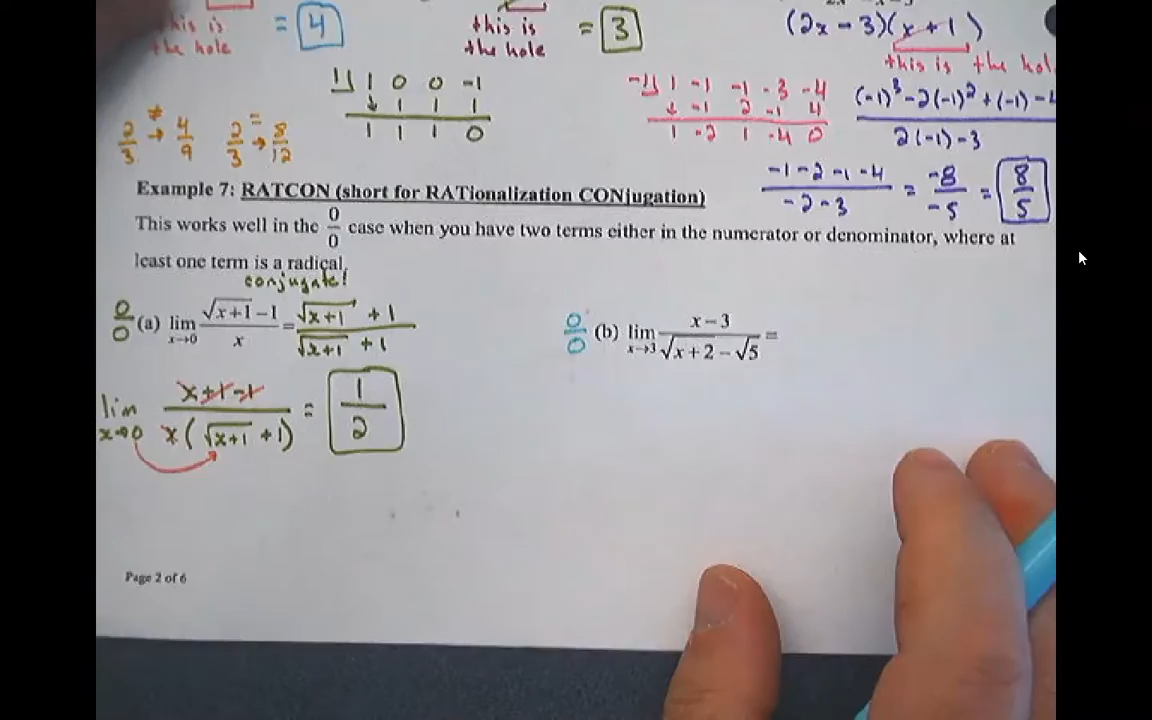 this is
the hole
= 4
this is
the hole
= 3
(2x - 3)(x + 1)
this is the hol
1| 1 0 0 -1
↓ 1 1 1
1 1 1 0
-1| 1 -1 -1 -3 -4
↓ -1 2 -1 4
1 -2 1 -4 0
(-1)³ - 2(-1)² + (-1) - 4
2(-1) - 3
-1 - 2 - 1 - 4
-2 - 3
= -8/-5 = 8/5
2/3 ≠→ 4/9 2/3 =→ 8/12
Example 7: RATCON (short for RATionalization CONjugation)
This works well in the 0/0 case when you have two terms either in the numerator or denominator, where at
least one term is a radical.
conjugate!
0/0 (a) lim x→0 (√(x+1) - 1)/x = (√(x+1) + 1)/(√(x+1) + 1)
0/0 (b) lim x→3 (x - 3)/(√(x+2) - √5) =
lim x→0 (x + 1 - 1)/(x(√(x+1) + 1)) = 1/2
Page 2 of 6